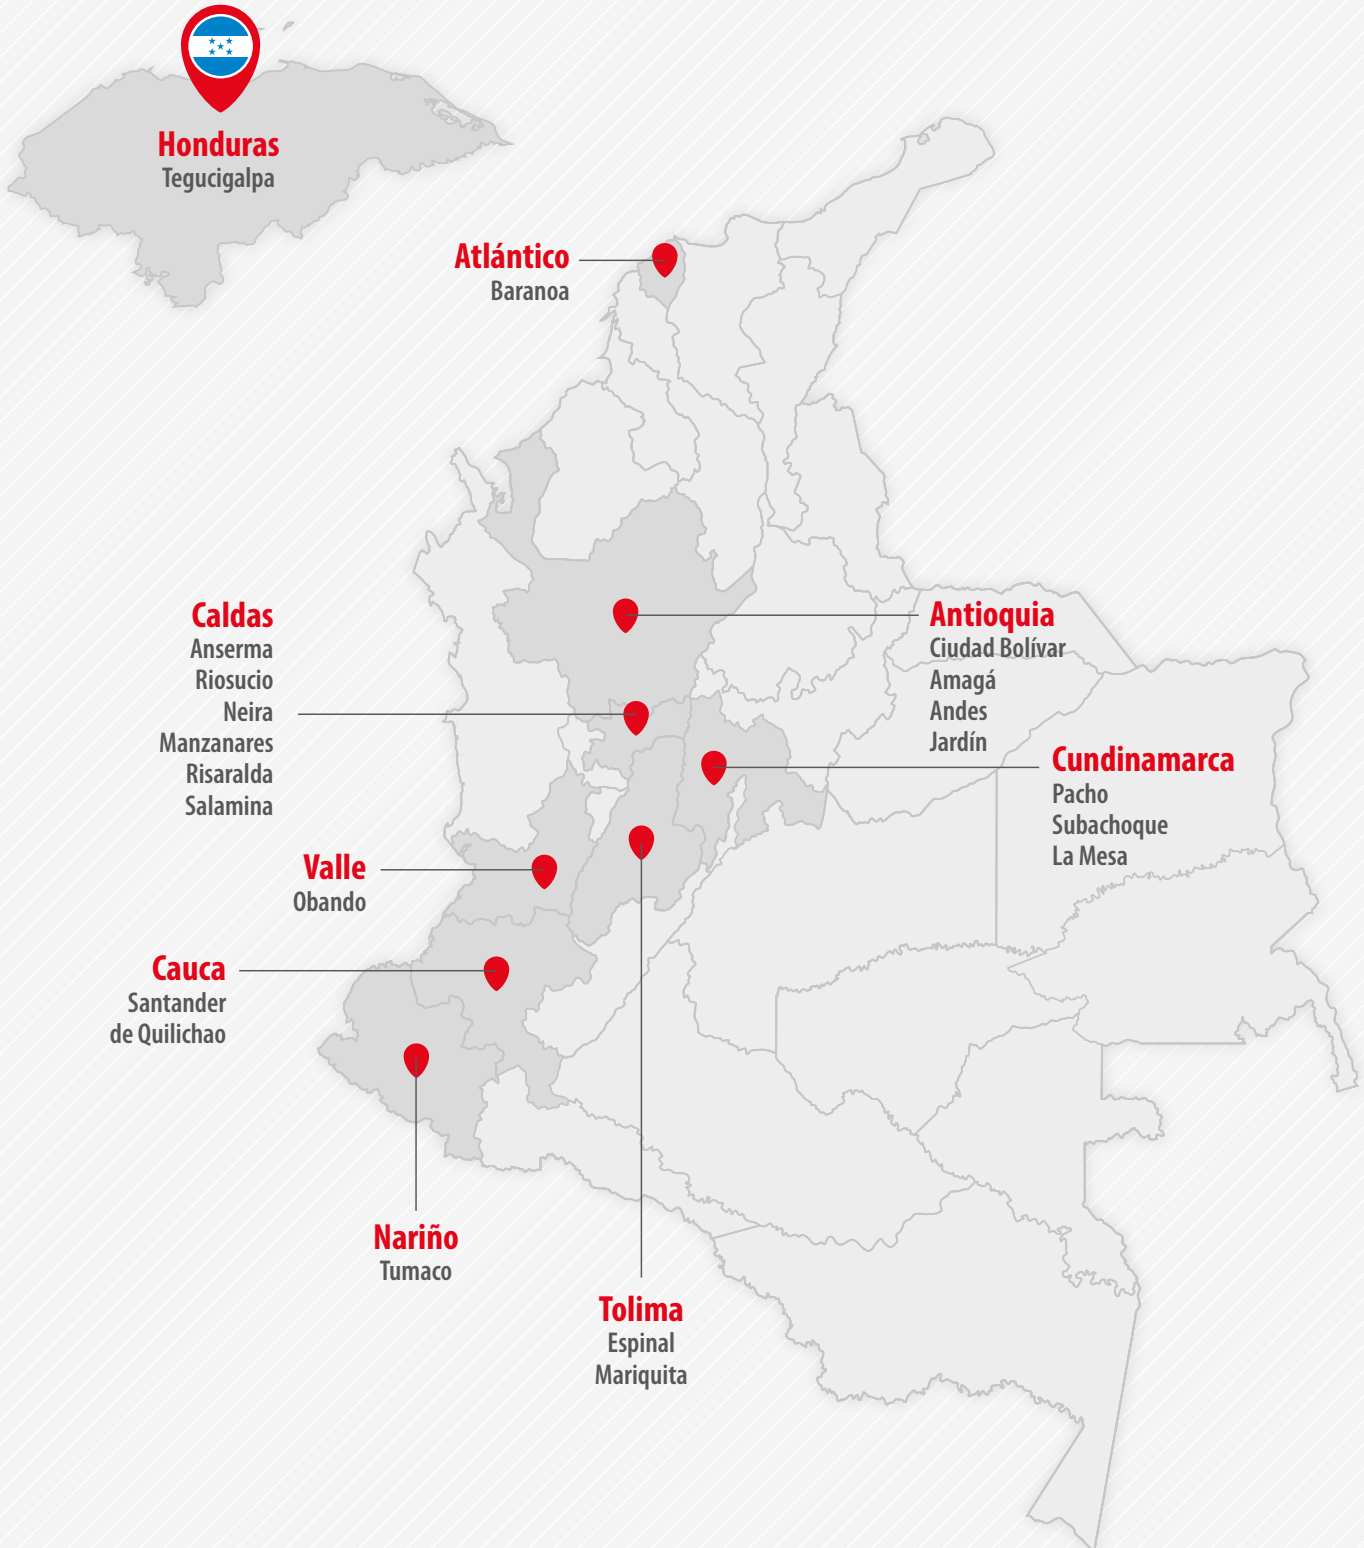 Honduras
Tegucigalpa
Atlántico
Baranoa
Caldas
Anserma
Riosucio
Neira
Manzanares
Risaralda
Salamina
Antioquia
Ciudad Bolívar
Amagá
Andes
Jardín
Cundinamarca
Pacho
Subachoque
La Mesa
Valle
Obando
Cauca
Santander
de Quilichao
Nariño
Tumaco
Tolima
Espinal
Mariquita